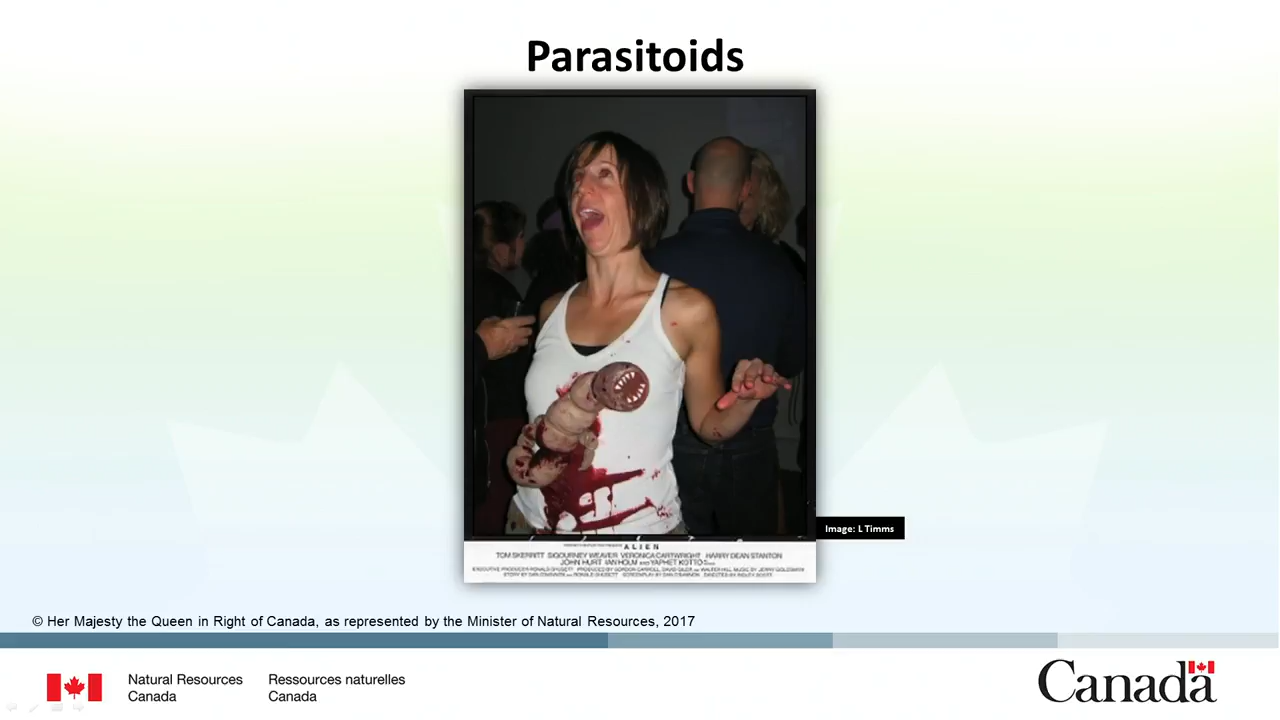 Parasitoids
Image: L Timms
ALIEN
TOM SKERRITT SIGOURNEY WEAVER VERONICA CARTWRIGHT HARRY DEAN STANTON
JOHN HURT IAN HOLM AND YAPHET KOTTO
© Her Majesty the Queen in Right of Canada, as represented by the Minister of Natural Resources, 2017
Natural Resources Ressources naturelles
Canada Canada
Canada